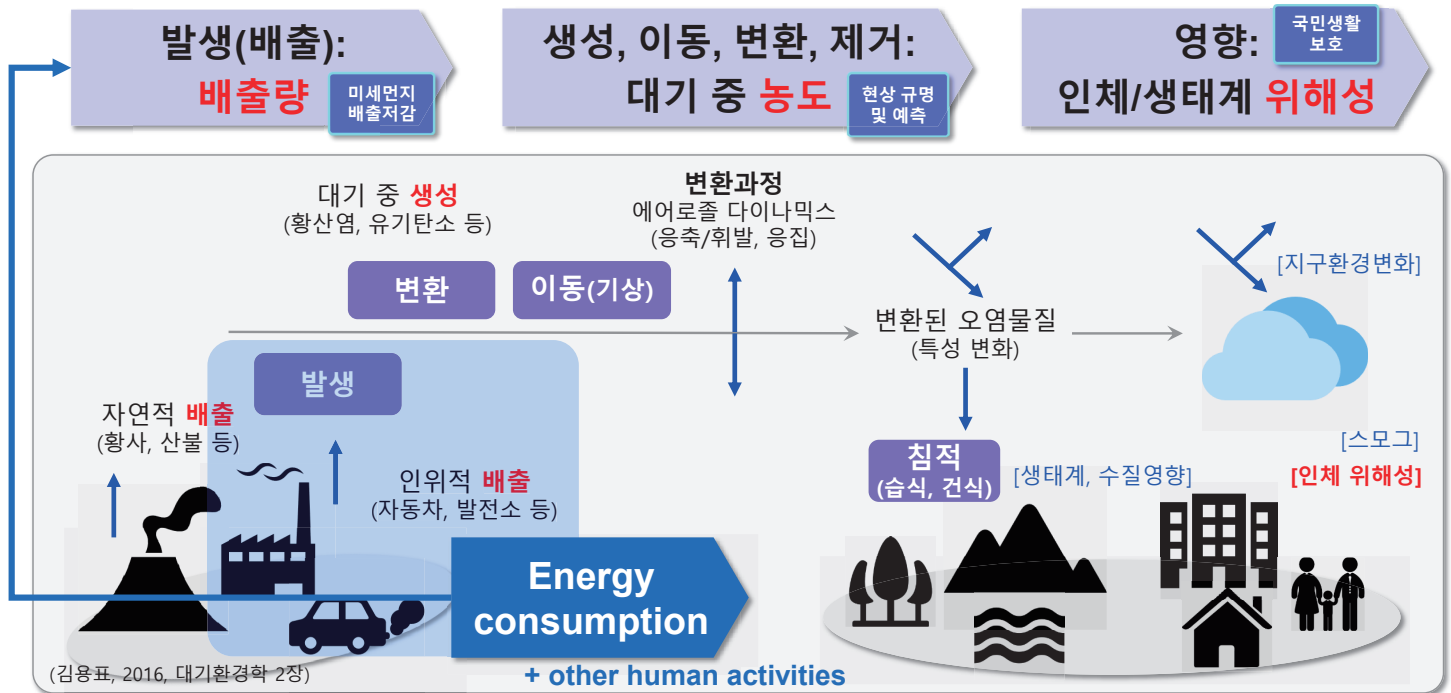 발생(배출):
배출량
미세먼지
배출저감
생성, 이동, 변환, 제거:
대기 중 농도
현상 규명
및 예측
영향:
국민생활
보호
인체/생태계 위해성
대기 중 생성
(황산염, 유기탄소 등)
변환과정
에어로졸 다이나믹스
(응축/휘발, 응집)
변환
이동(기상)
[지구환경변화]
변환된 오염물질
(특성 변화)
발생
자연적 배출
(황사, 산불 등)
인위적 배출
(자동차, 발전소 등)
침적
(습식, 건식)
[생태계, 수질영향]
[스모그]
[인체 위해성]
Energy
consumption
+ other human activities
(김용표, 2016, 대기환경학 2장)